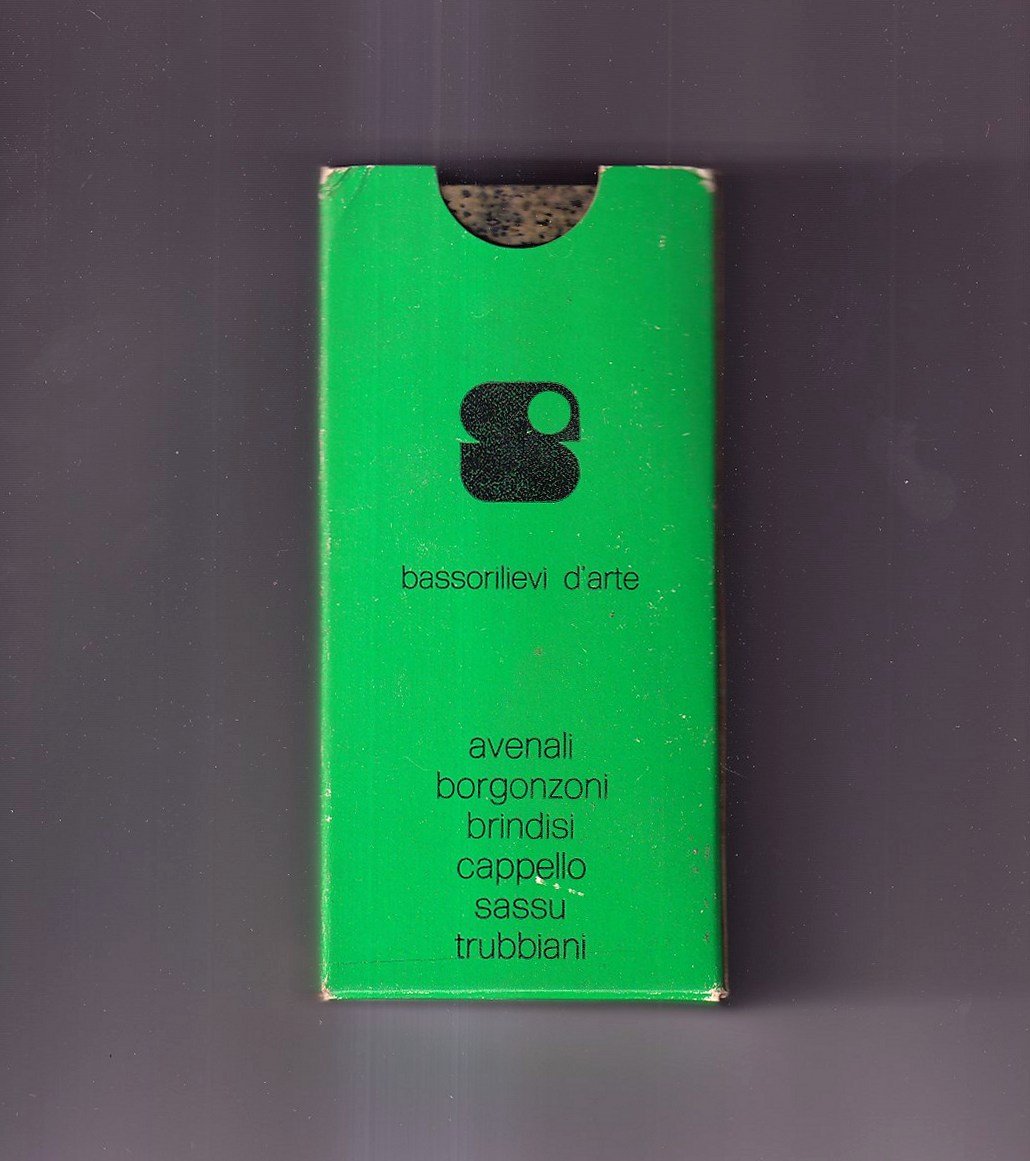 bassorilievi d'arte
avenali
borgonzoni
brindisi
cappello
sassu
trubbiani